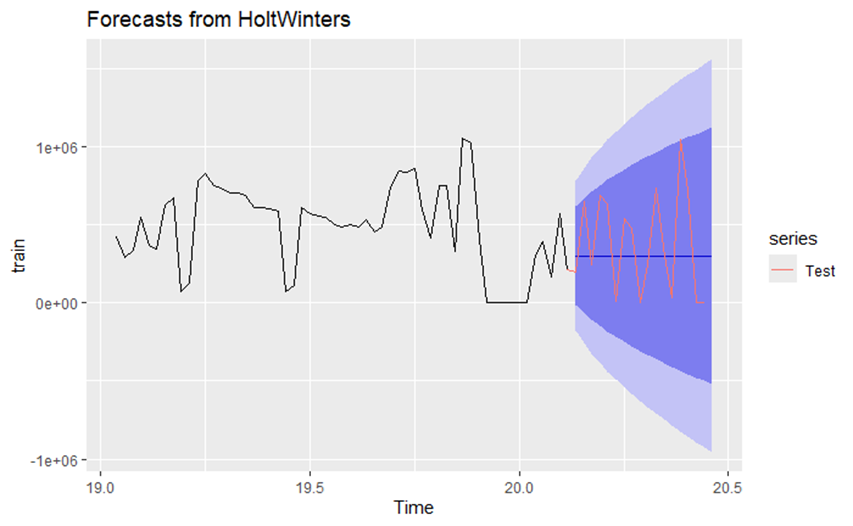 Forecasts from HoltWinters
1e+06
0e+00
-1e+06
train
19.0 19.5 20.0 20.5
Time
series
Test